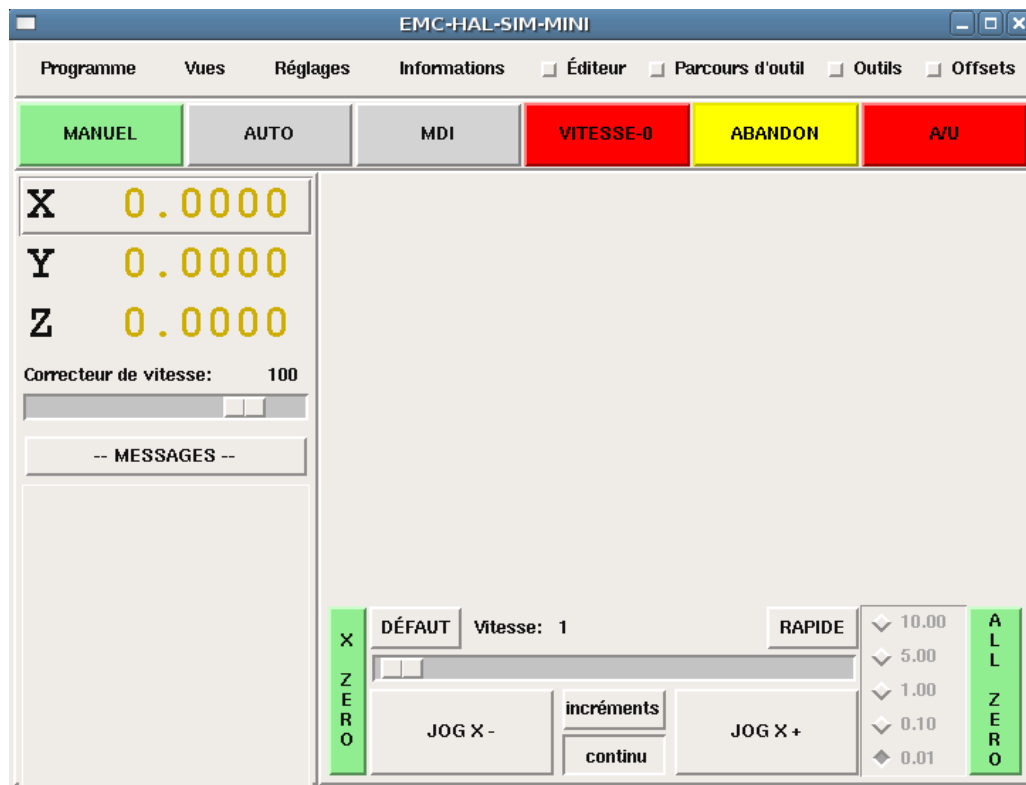 EMC-HAL-SIM-MINI
Programme Vues Réglages Informations Éditeur Parcours d'outil Outils Offsets
MANUEL AUTO MDI VITESSE-0 ABANDON A/U
X 0.0000
Y 0.0000
Z 0.0000
Correcteur de vitesse: 100
-- MESSAGES --
X ZERO
DÉFAUT Vitesse: 1 RAPIDE
JOG X - incréments JOG X +
continu
10.00
5.00
1.00
0.10
0.01
ALL ZERO